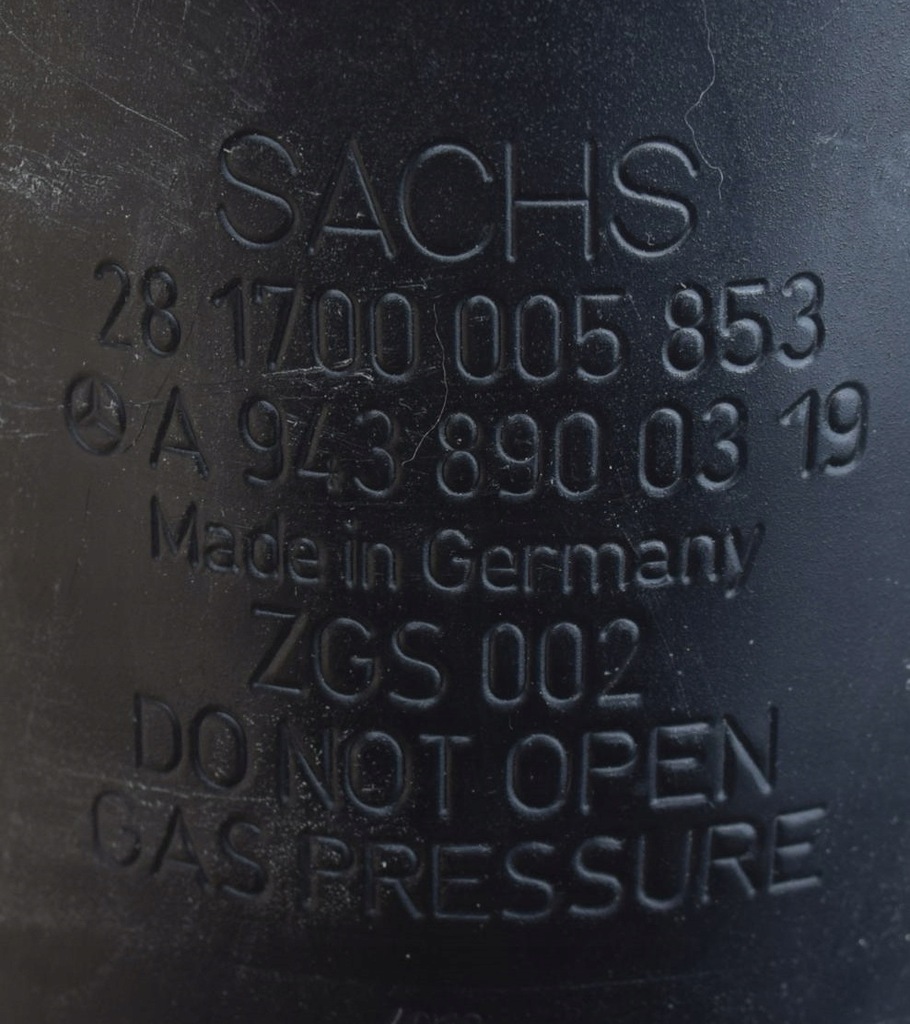 SACHS
28 1700 005 853
A 943 890 03 19
Made in Germany
ZGS 002
DO NOT OPEN
GAS PRESSURE